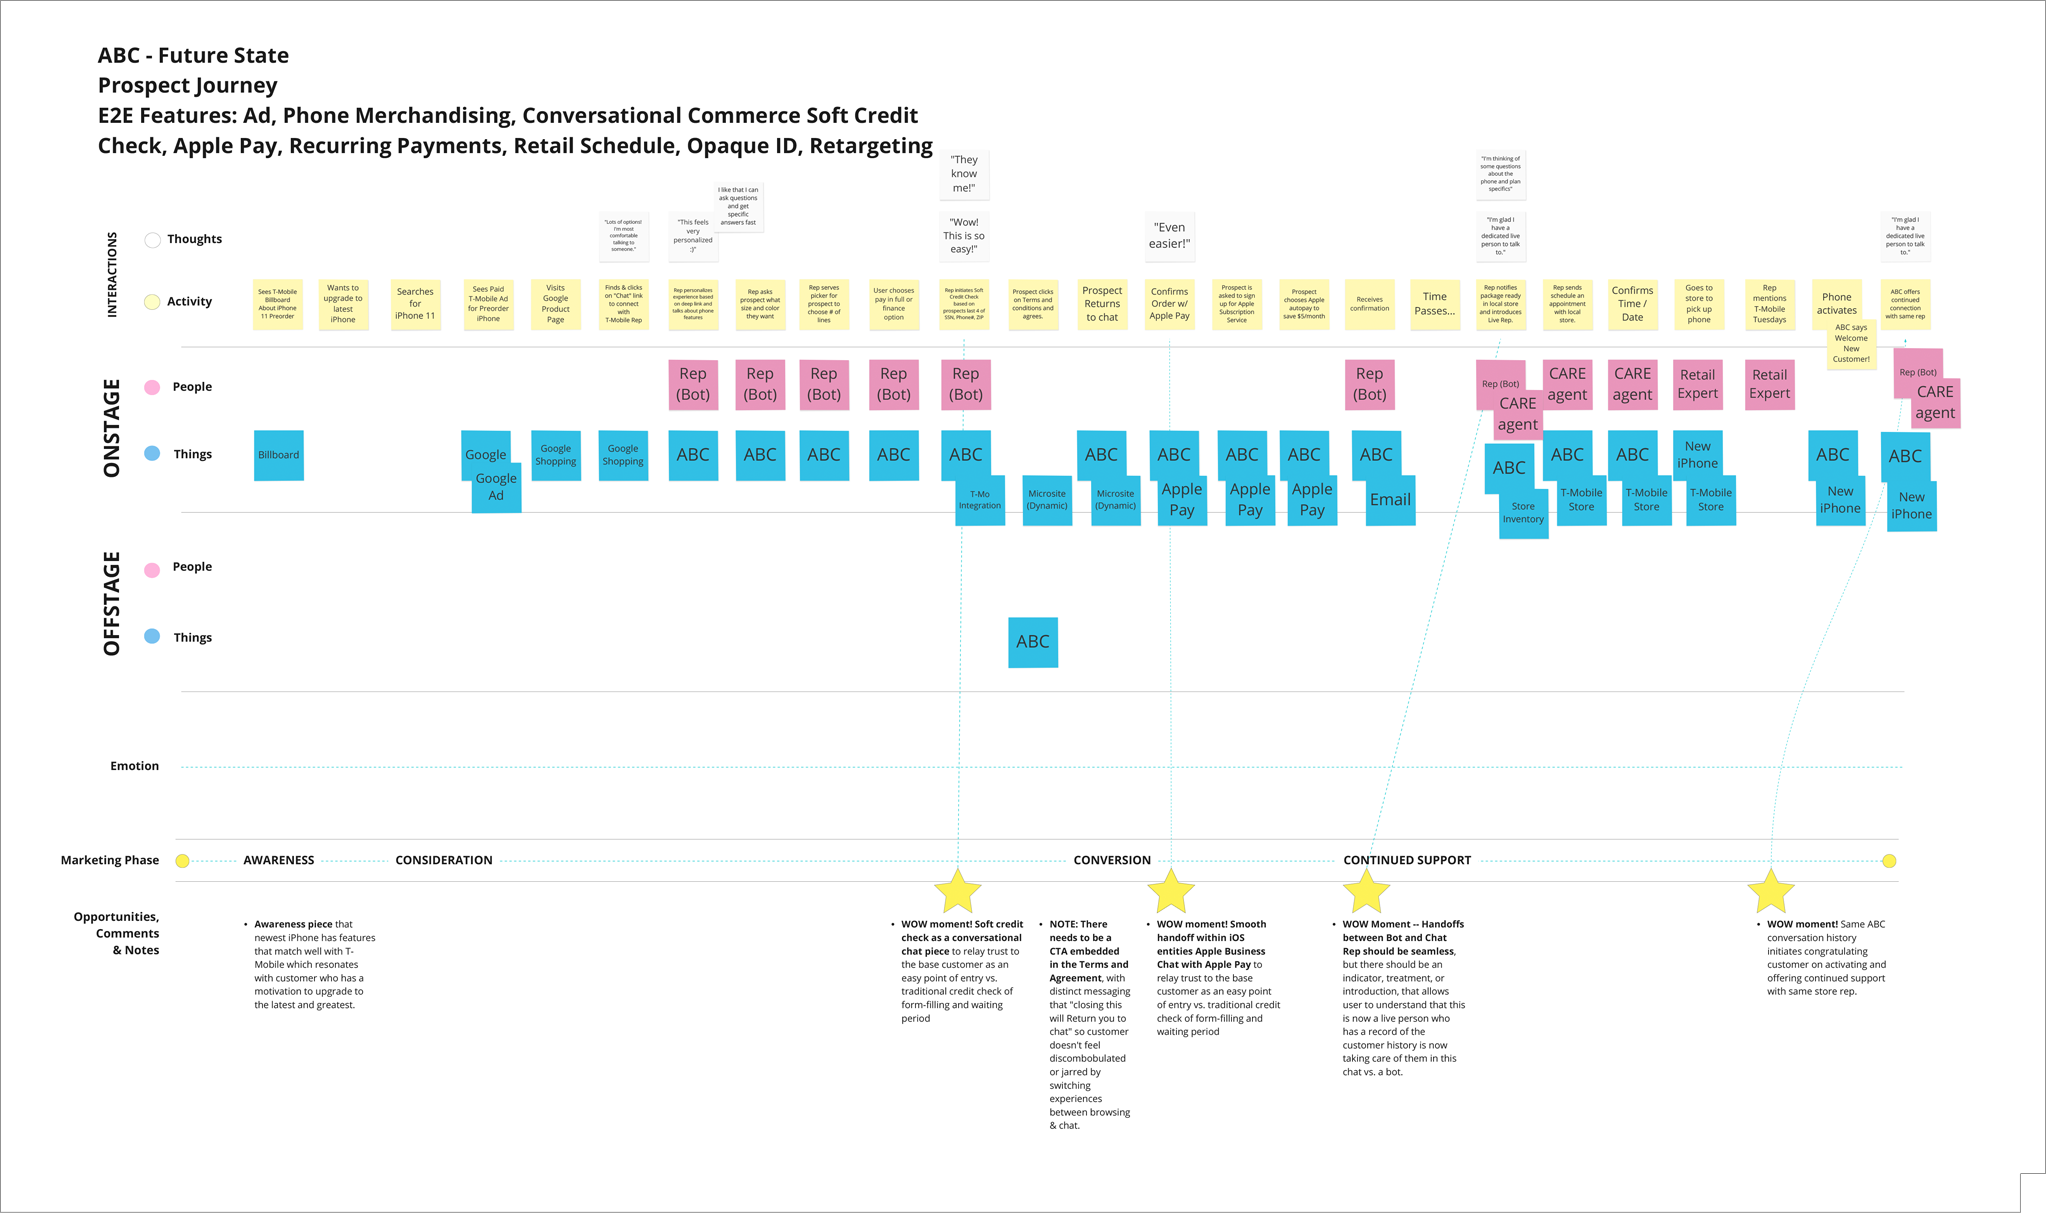 ABC - Future State
Prospect Journey
E2E Features: Ad, Phone Merchandising, Conversational Commerce Soft Credit
Check, Apple Pay, Recurring Payments, Retail Schedule, Opaque ID, Retargeting
INTERACTIONS
Thoughts
"Lots of options!
I'm most
comfortable
talking to
someone."
"This feels
very
personalized
:)"
I like that I can
ask questions
and get
specific
answers fast
"They
know
me!"
"Wow!
This is so
easy!"
"Even
easier!"
"I'm thinking of
some questions
about the
phone and plan
specifics"
"I'm glad I
have a
dedicated live
person to talk
to."
"I'm glad I
have a
dedicated live
person to talk
to."
Activity
Sees T-Mobile
Billboard
About iPhone
11 Preorder
Wants to
upgrade to
latest
iPhone
Searches
for
iPhone 11
Sees Paid
T-Mobile Ad
for Preorder
iPhone
Visits
Google
Product
Page
Finds & clicks
on "Chat" link
to connect
with
T-Mobile Rep
Rep personalizes
experience based
on deep link and
talks about phone
features
Rep asks
prospect what
size and color
they want
Rep serves
picker for
prospect to
choose # of
lines
User chooses
pay in full or
finance
option
Rep initiates Soft
Credit Check
based on
prospects last 4 of
SSN, Phone#, ZIP
Prospect clicks
on Terms and
conditions and
agrees.
Prospect
Returns
to chat
Confirms
Order w/
Apple Pay
Prospect is
asked to sign
up for Apple
Subscription
Service
Prospect
chooses Apple
autopay to
save $5/month
Receives
confirmation
Time
Passes...
Rep notifies
package ready
in local store
and introduces
Live Rep.
Rep sends
schedule an
appointment
with local
store.
Confirms
Time /
Date
Goes to
store to
pick up
phone
Rep
mentions
T-Mobile
Tuesdays
Phone
activates
ABC says
Welcome
New
Customer!
ABC offers
continued
connection
with same rep
ONSTAGE
People
Rep
(Bot)
Rep
(Bot)
Rep
(Bot)
Rep
(Bot)
Rep
(Bot)
Rep
(Bot)
Rep (Bot)
CARE
agent
CARE
agent
CARE
agent
Retail
Expert
Retail
Expert
Rep (Bot)
CARE
agent
Things
Billboard
Google
Google
Ad
Google
Shopping
Google
Shopping
ABC
ABC
ABC
ABC
ABC
T-Mo
Integration
Microsite
(Dynamic)
ABC
Microsite
(Dynamic)
ABC
Apple
Pay
ABC
Apple
Pay
ABC
Apple
Pay
ABC
Email
ABC
Store
Inventory
ABC
T-Mobile
Store
ABC
T-Mobile
Store
New
iPhone
T-Mobile
Store
ABC
New
iPhone
ABC
New
iPhone
OFFSTAGE
People
Things
ABC
Emotion
Marketing Phase
AWARENESS
CONSIDERATION
CONVERSION
CONTINUED SUPPORT
Opportunities,
Comments
& Notes
• Awareness piece that
newest iPhone has features
that match well with T-
Mobile which resonates
with customer who has a
motivation to upgrade to
the latest and greatest.
• WOW moment! Soft credit
check as a conversational
chat piece to relay trust to
the base customer as an
easy point of entry vs.
traditional credit check of
form-filling and waiting
period
• NOTE: There
needs to be a
CTA embedded
in the Terms and
Agreement, with
distinct messaging
that "closing this
will Return you to
chat" so customer
doesn't feel
discombobulated
or jarred by
switching
experiences
between browsing
& chat.
• WOW moment! Smooth
handoff within iOS
entities Apple Business
Chat with Apple Pay to
relay trust to the base
customer as an easy point
of entry vs. traditional credit
check of form-filling and
waiting period
• WOW Moment -- Handoffs
between Bot and Chat
Rep should be seamless,
but there should be an
indicator, treatment, or
introduction, that allows
user to understand that this
is now a live person who
has a record of the
customer history is now
taking care of them in this
chat vs. a bot.
• WOW moment! Same ABC
conversation history
initiates congratulating
customer on activating and
offering continued support
with same store rep.